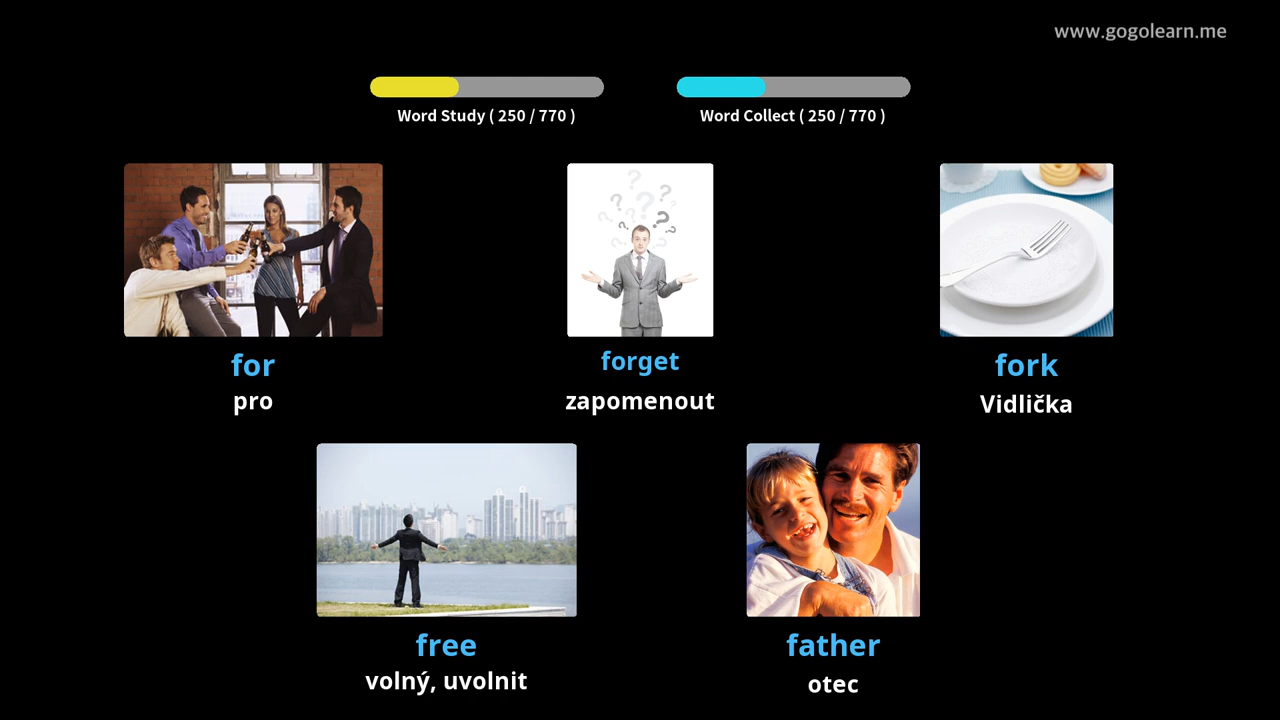 www.gogolearn.me
Word Study ( 250 / 770 )
Word Collect ( 250 / 770 )
for
pro
forget
zapomenout
fork
Vidlička
free
volný, uvolnit
father
otec